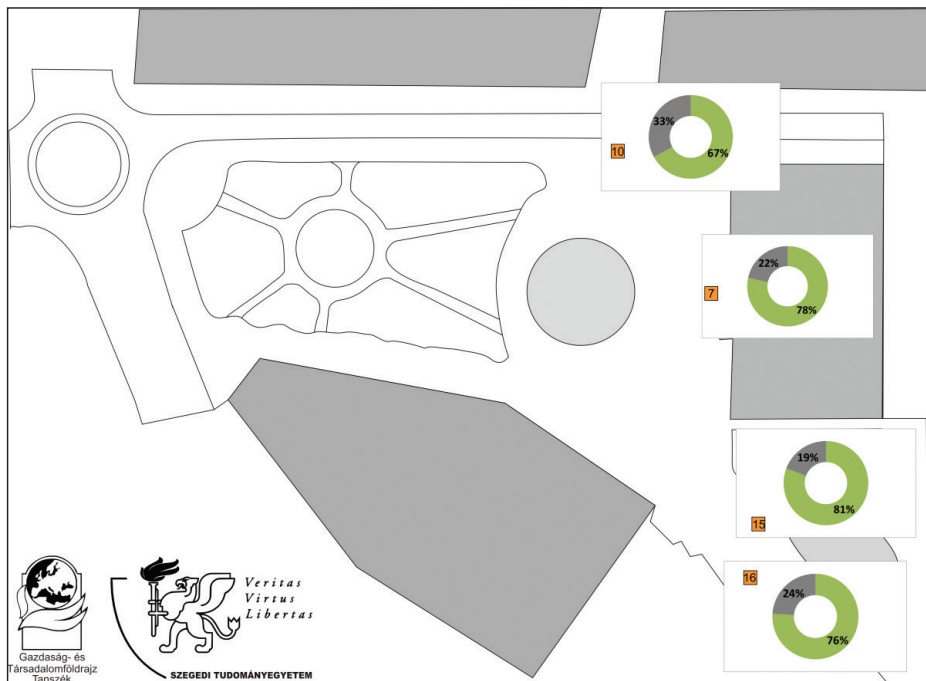 33%
67%
10
22%
7
78%
19%
81%
15
16
24%
76%
Veritas
Virtus
Libertas
Gazdaság- és
Társadalomföldrajz
Tanszék
SZEGEDI TUDOMÁNYEGYETEM